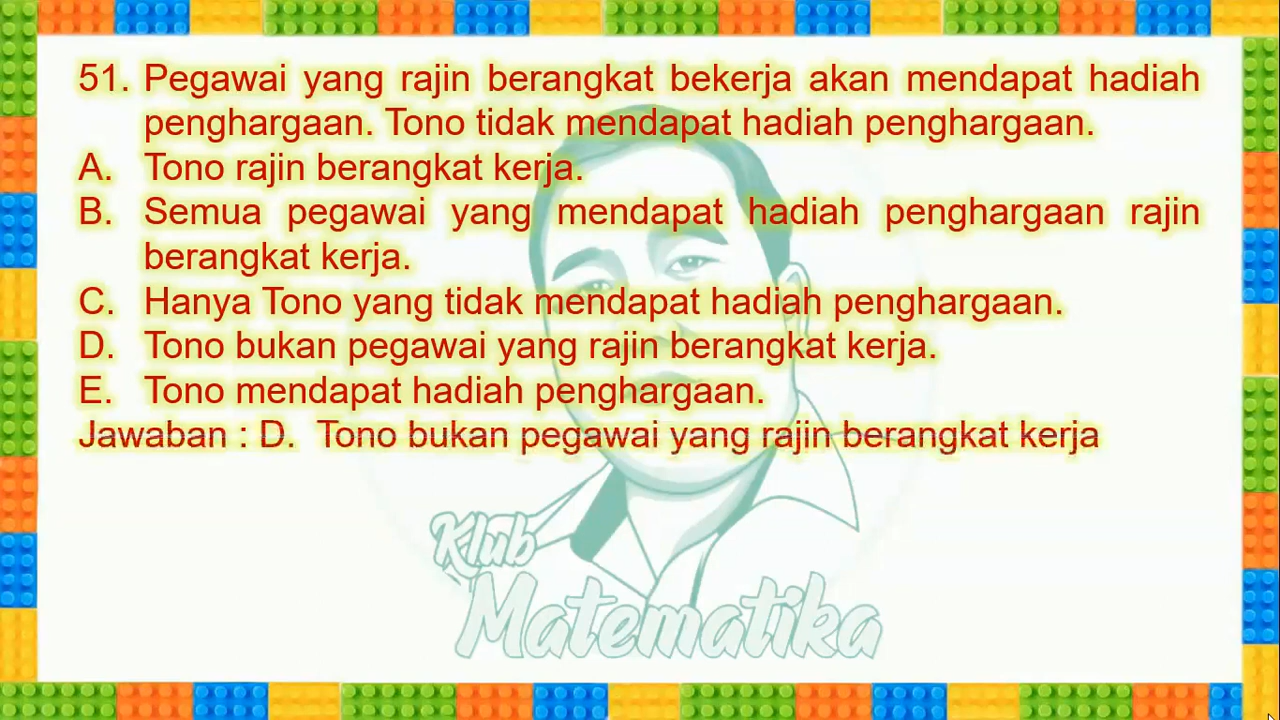 51. Pegawai yang rajin berangkat bekerja akan mendapat hadiah
penghargaan. Tono tidak mendapat hadiah penghargaan.
A. Tono rajin berangkat kerja.
B. Semua pegawai yang mendapat hadiah penghargaan rajin
berangkat kerja.
C. Hanya Tono yang tidak mendapat hadiah penghargaan.
D. Tono bukan pegawai yang rajin berangkat kerja.
E. Tono mendapat hadiah penghargaan.
Jawaban : D. Tono bukan pegawai yang rajin berangkat kerja
Klub
Matematika